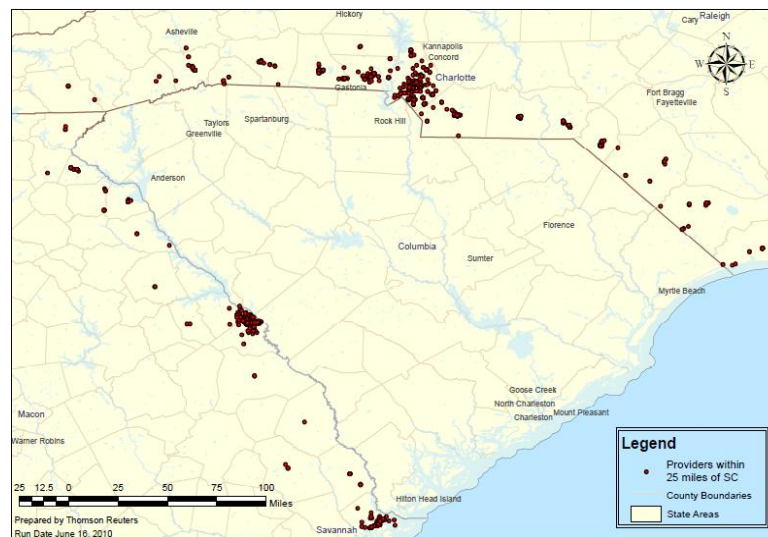 Hickory
Raleigh
Cary
Asheville
Kannapolis
Concord
Charlotte
N
W E
S
Gastonia
Fort Bragg
Fayetteville
Rock Hill
Taylors
Spartanburg
Greenville
Anderson
Florence
Columbia
Sumter
Myrtle Beach
Goose Creek
North Charleston
Mount Pleasant
Charleston
Macon
Warner Robins
Legend
Providers within
25 miles of SC
County Boundaries
State Areas
25 12.5 0 25 50 75 100
Miles
Hilton Head Island
Prepared by Thomson Reuters
Savannah
Run Date June 16, 2010